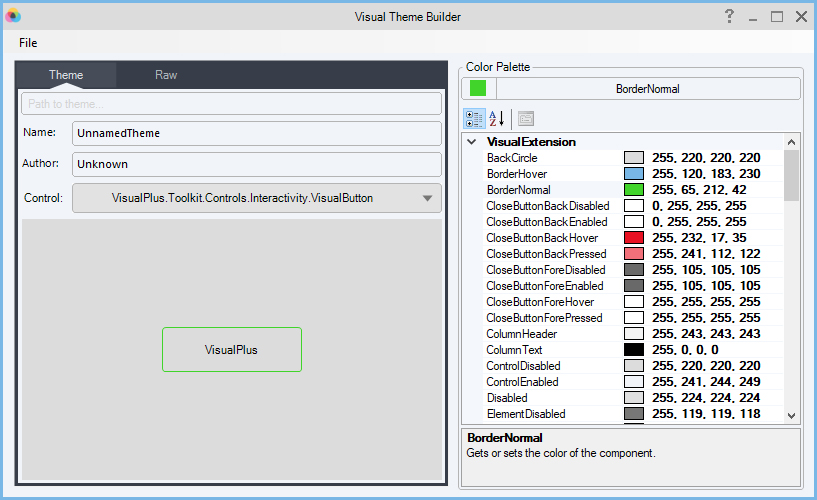 Visual Theme Builder
?
File
Theme
Raw
Path to theme...
Name:
UnnamedTheme
Author:
Unknown
Control:
VisualPlus.Toolkit.Controls.Interactivity.VisualButton
VisualPlus
Color Palette
BorderNormal
A
Z
VisualExtension
BackCircle 255, 220, 220, 220
BorderHover 255, 120, 183, 230
BorderNormal 255, 65, 212, 42
CloseButtonBackDisabled 0, 255, 255, 255
CloseButtonBackEnabled 0, 255, 255, 255
CloseButtonBackHover 255, 232, 17, 35
CloseButtonBackPressed 255, 241, 112, 122
CloseButtonForeDisabled 255, 105, 105, 105
CloseButtonForeEnabled 255, 105, 105, 105
CloseButtonForeHover 255, 255, 255, 255
CloseButtonForePressed 255, 255, 255, 255
ColumnHeader 255, 243, 243, 243
ColumnText 255, 0, 0, 0
ControlDisabled 255, 220, 220, 220
ControlEnabled 255, 241, 244, 249
Disabled 255, 224, 224, 224
ElementDisabled 255, 119, 119, 118
BorderNormal
Gets or sets the color of the component.